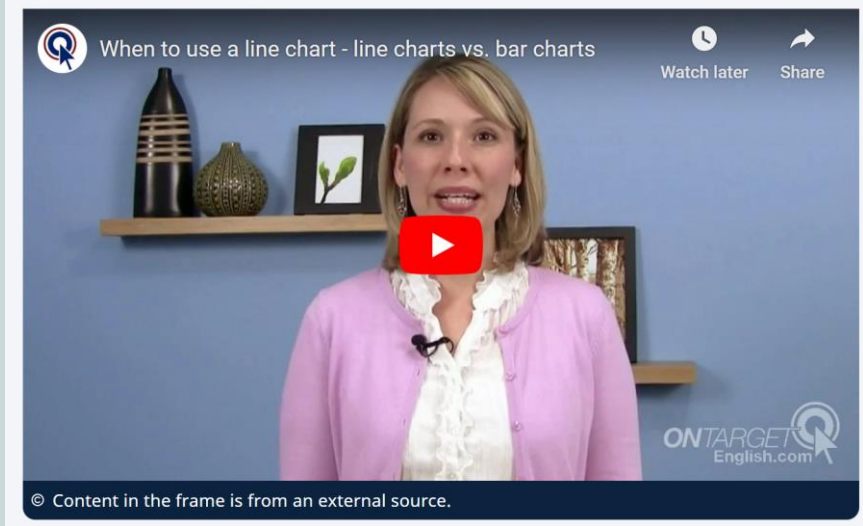 When to use a line chart - line charts vs. bar charts
Watch later
Share
ONTARGET
English.com
© Content in the frame is from an external source.